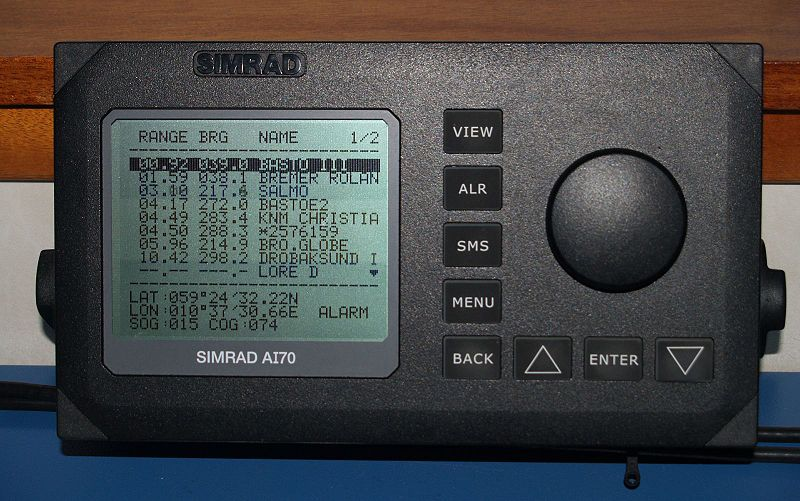 SIMRAD
RANGE BRG NAME 1/2
00.92 039.0 BASTO III
01.59 038.1 BREMER ROLAN
03.10 217.6 SALMO
04.17 272.0 BASTOE2
04.49 283.4 KNM CHRISTIA
04.50 288.3 *2576159
05.96 214.9 BRO.GLOBE
10.42 298.2 DROBAKSUND I
--.-- ---.- LORE D
LAT:059°24′32.22N
LON:010°37′30.66E ALARM
SOG:015 COG:074
SIMRAD AI70
VIEW
ALR
SMS
MENU
BACK
ENTER